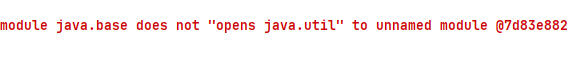 module java.base does not "opens java.util" to unnamed module @7d83e882